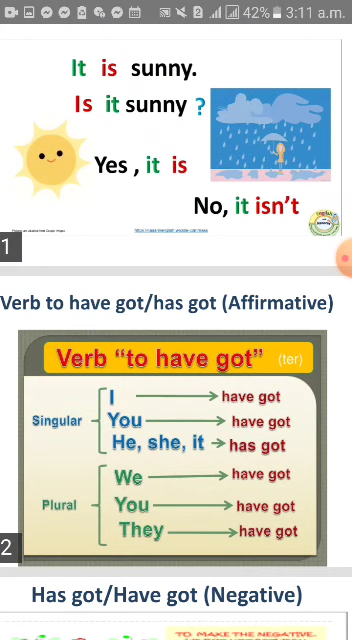 42% 3:11 a.m.
It is sunny.
Is it sunny ?
Yes , it is
No, it isn't
1
Verb to have got/has got (Affirmative)
Verb "to have got" (ter)
Singular
I have got
You have got
He, she, it has got
Plural
We have got
You have got
They have got
2
Has got/Have got (Negative)
TO MAKE THE NEGATIVE,